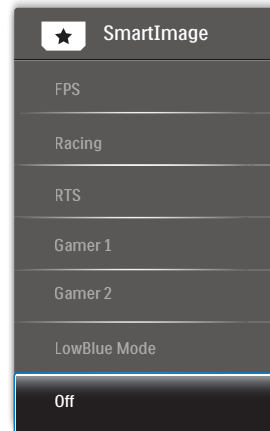 SmartImage
FPS
Racing
RTS
Gamer 1
Gamer 2
LowBlue Mode
Off